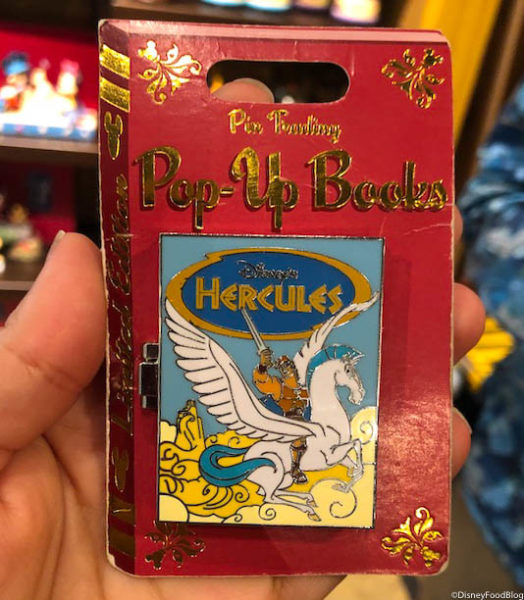 Pin Trading
Pop-Up Books
Limited Edition
Disney's
HERCULES
©DisneyFoodBlog